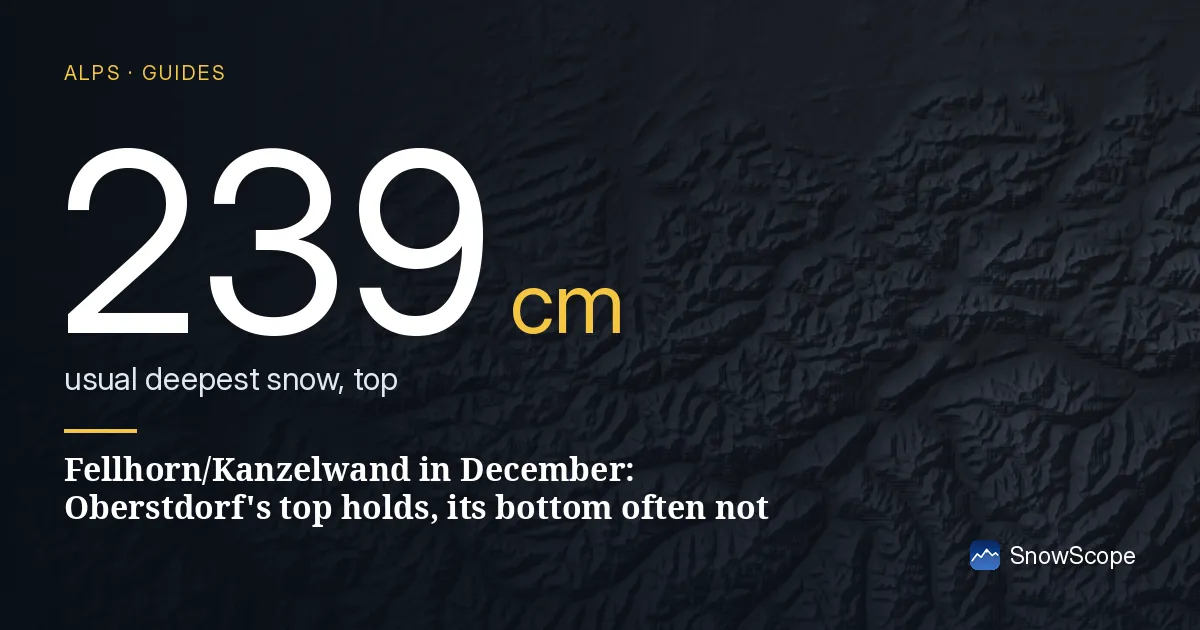 ALPS · GUIDES
239 cm
usual deepest snow, top
Fellhorn/Kanzelwand in December:
Oberstdorf's top holds, its bottom often not
SnowScope